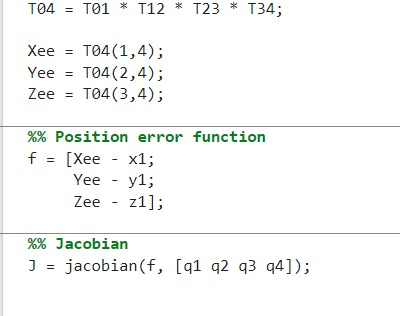 T04 = T01 * T12 * T23 * T34;
Xee = T04(1,4);
Yee = T04(2,4);
Zee = T04(3,4);
%% Position error function
f = [Xee - x1;
Yee - y1;
Zee - z1];
%% Jacobian
J = jacobian(f, [q1 q2 q3 q4]);